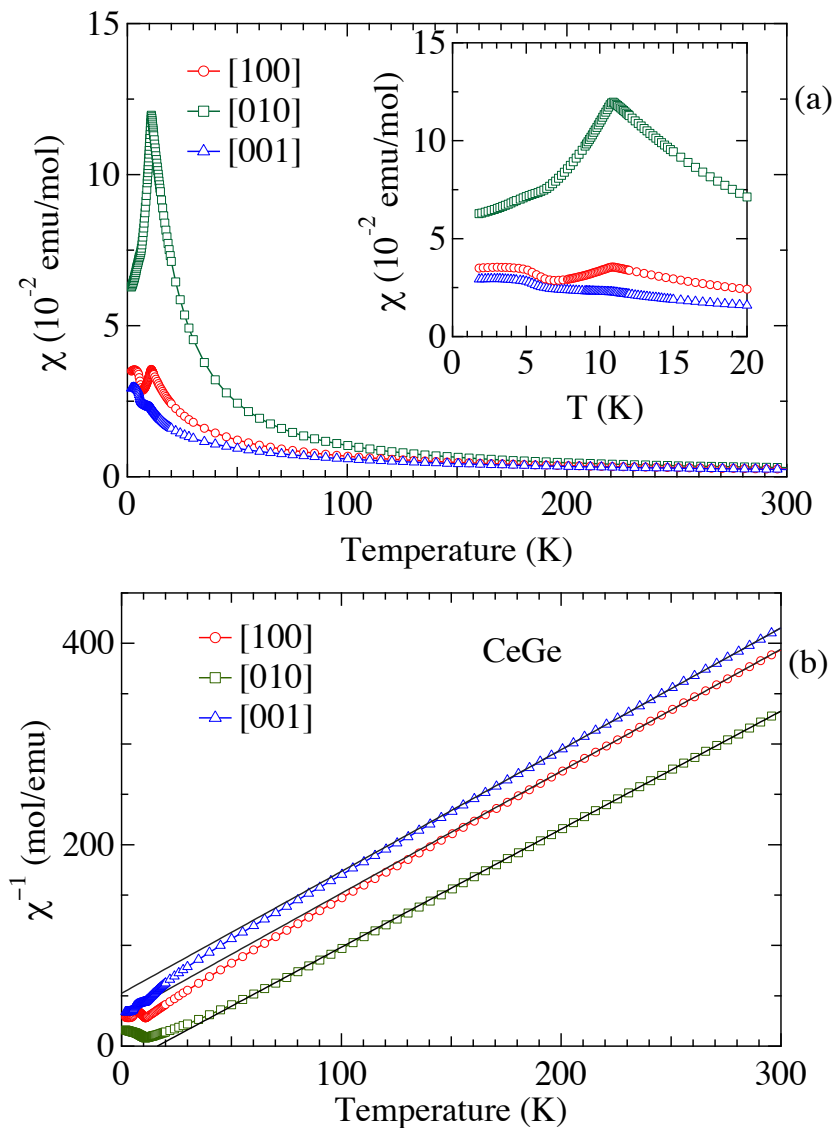 15
10
5
0
χ (10⁻² emu/mol)
[100]
[010]
[001]
15
10
5
0
χ (10⁻² emu/mol)
0 5 10 15 20
T (K)
(a)
0 100 200 300
Temperature (K)
400
200
0
χ⁻¹ (mol/emu)
[100]
[010]
[001]
CeGe
(b)
0 100 200 300
Temperature (K)